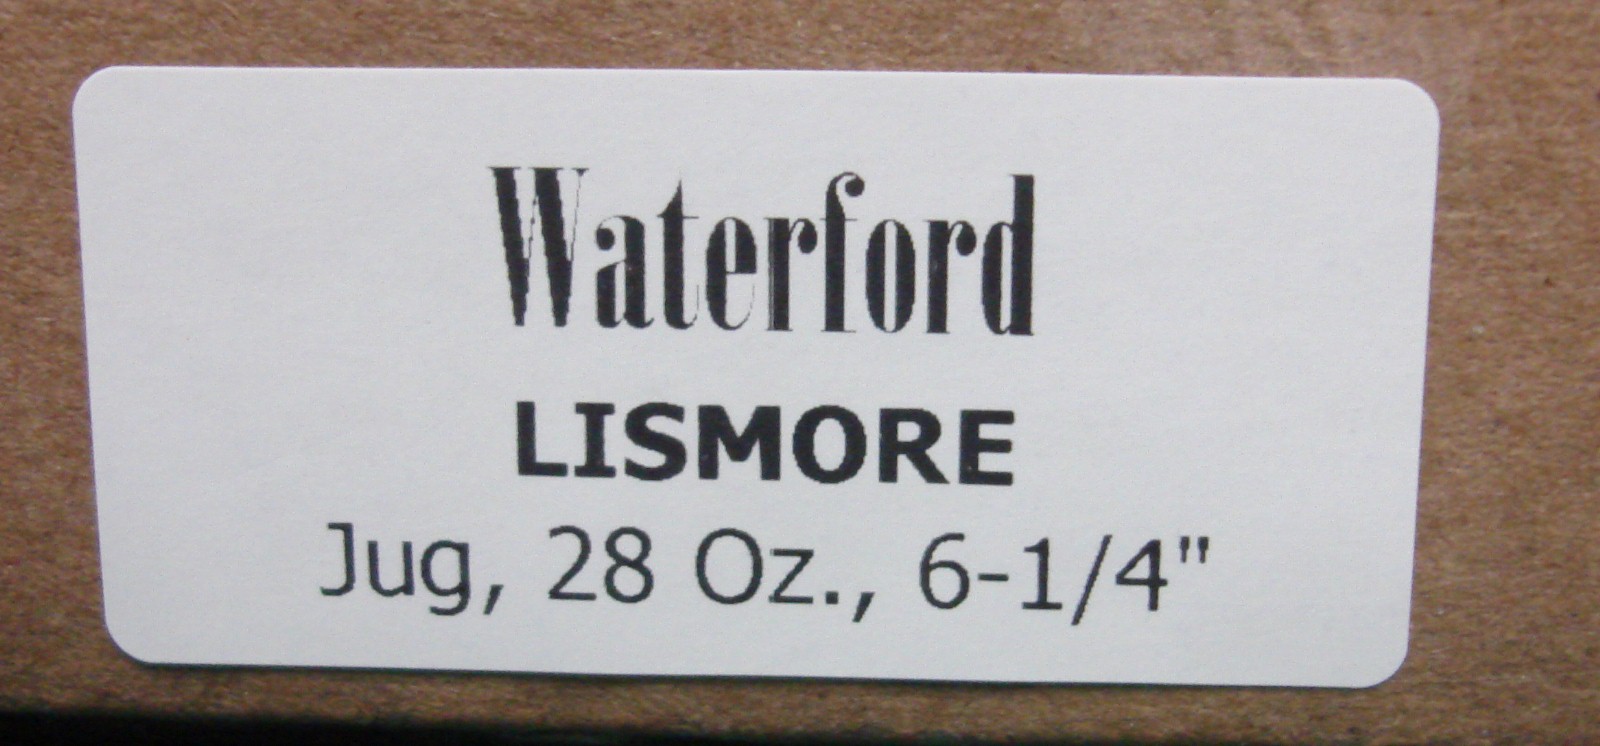 Waterford
LISMORE
Jug, 28 Oz., 6-1/4"